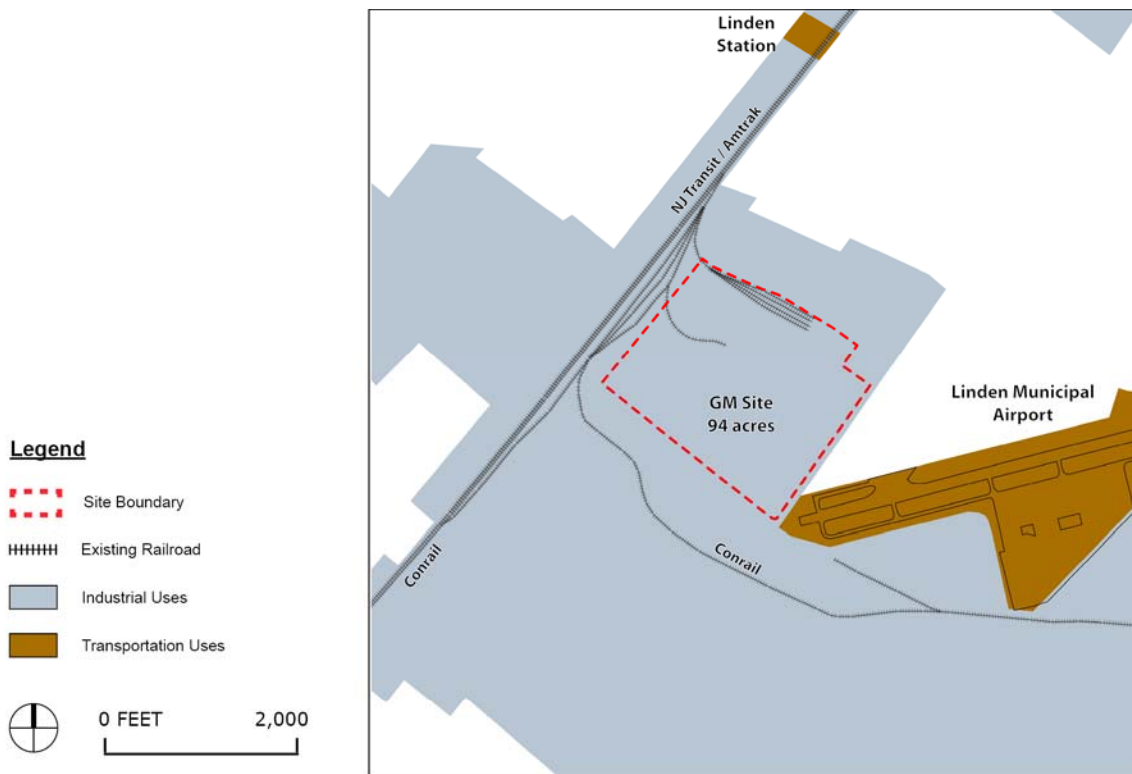 Linden
Station
NJ Transit / Amtrak
GM Site
94 acres
Linden Municipal
Airport
Conrail
Conrail
Legend
Site Boundary
Existing Railroad
Industrial Uses
Transportation Uses
0 FEET 2,000